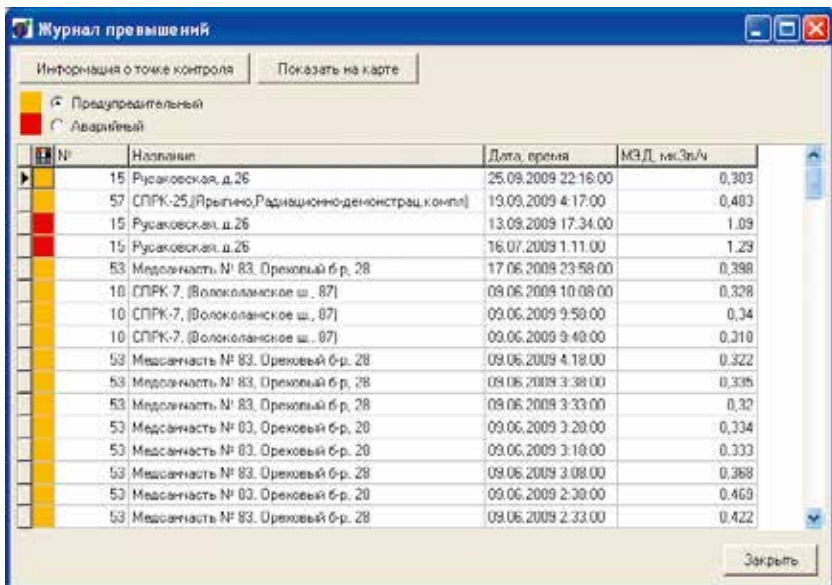 Журнал превышений
Информация о точке контроля Показать на карте
Предупредительный
Аварийный
№ Название Дата, время МЭД, мкЗв/ч
15 Русаковская, д.26 25.09.2009 22:16:00 0,303
57 СПРК-25,(Ярыгино,Радиационно-демонстрац.компл) 19.09.2009 4:17:00 0,483
15 Русаковская, д.26 13.09.2009 17:34:00 1.09
15 Русаковская, д.26 16.07.2009 1:11:00 1.29
53 Медсанчасть № 83, Ореховый б-р, 28 17.06.2009 23:58:00 0,398
10 СПРК-7, (Волоколамское ш., 87) 09.06.2009 10:08:00 0,328
10 СПРК-7, (Волоколамское ш., 87) 09.06.2009 9:58:00 0,34
10 СПРК-7, (Волоколамское ш., 87) 09.06.2009 9:48:00 0,318
53 Медсанчасть № 83, Ореховый б-р, 28 09.06.2009 4:18:00 0,322
53 Медсанчасть № 83, Ореховый б-р, 28 09.06.2009 3:38:00 0,335
53 Медсанчасть № 83, Ореховый б-р, 28 09.06.2009 3:33:00 0,32
53 Медсанчасть № 83, Ореховый б-р, 28 09.06.2009 3:28:00 0,334
53 Медсанчасть № 83, Ореховый б-р, 28 09.06.2009 3:18:00 0,333
53 Медсанчасть № 83, Ореховый б-р, 28 09.06.2009 3:08:00 0,368
53 Медсанчасть № 83, Ореховый б-р, 28 09.06.2009 2:38:00 0,469
53 Медсанчасть № 83, Ореховый б-р, 28 09.06.2009 2:33:00 0,422
Закрыть